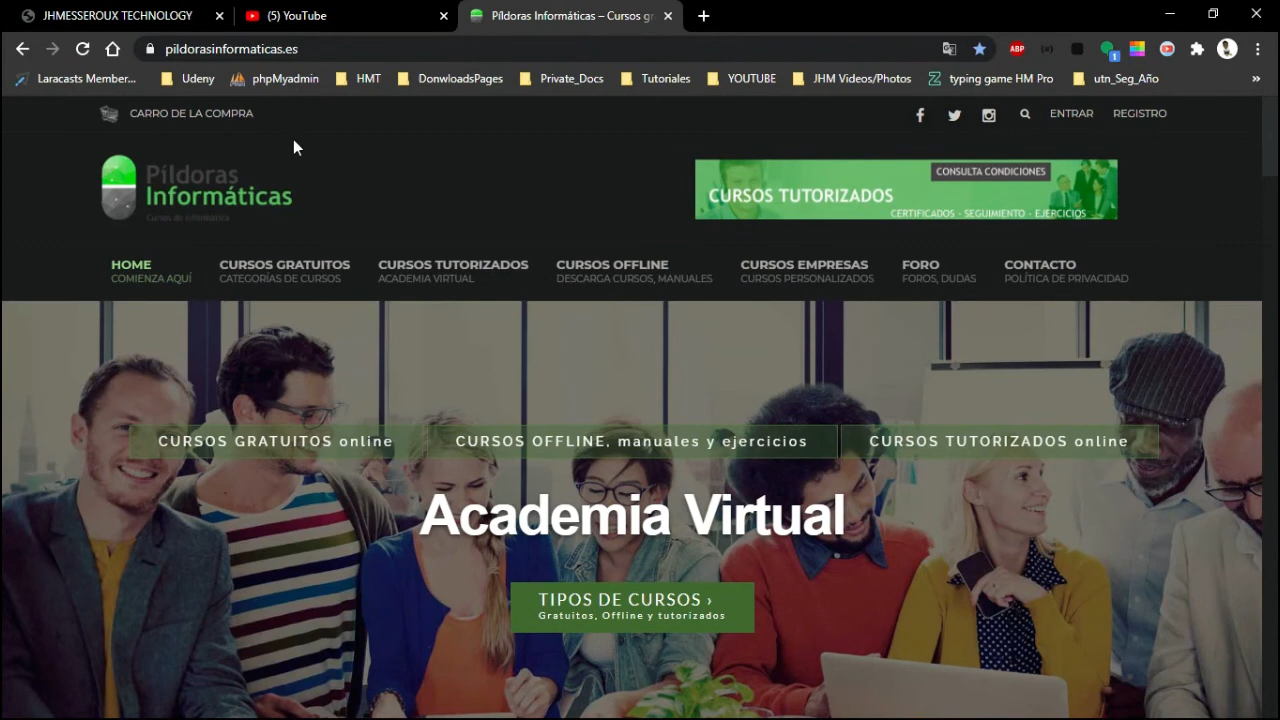 JHMESSEROUX TECHNOLOGY
(5) YouTube
Píldoras Informáticas – Cursos gr
pildorasinformaticas.es
ABP
1
Laracasts Member...
Udeny
phpMyadmin
HMT
DonwloadsPages
Private_Docs
Tutoriales
YOUTUBE
JHM Videos/Photos
typing game HM Pro
utn_Seg_Año
»
CARRO DE LA COMPRA
ENTRAR
REGISTRO
Píldoras
Informáticas
Cursos de Informática
CONSULTA CONDICIONES
CURSOS TUTORIZADOS
CERTIFICADOS - SEGUIMIENTO - EJERCICIOS
HOME
COMIENZA AQUÍ
CURSOS GRATUITOS
CATEGORÍAS DE CURSOS
CURSOS TUTORIZADOS
ACADEMIA VIRTUAL
CURSOS OFFLINE
DESCARGA CURSOS, MANUALES
CURSOS EMPRESAS
CURSOS PERSONALIZADOS
FORO
FOROS, DUDAS
CONTACTO
POLÍTICA DE PRIVACIDAD
CURSOS GRATUITOS online
CURSOS OFFLINE, manuales y ejercicios
CURSOS TUTORIZADOS online
Academia Virtual
TIPOS DE CURSOS ›
Gratuitos, Offline y tutorizados